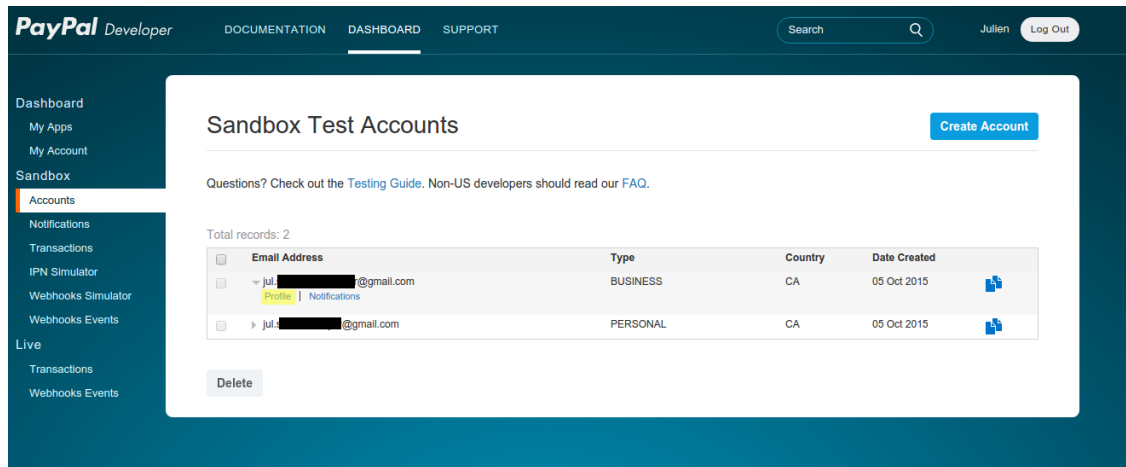 PayPal Developer
DOCUMENTATION DASHBOARD SUPPORT
Search
Julien
Log Out
Dashboard
My Apps
My Account
Sandbox
Accounts
Notifications
Transactions
IPN Simulator
Webhooks Simulator
Webhooks Events
Live
Transactions
Webhooks Events
Sandbox Test Accounts
Create Account
Questions? Check out the Testing Guide. Non-US developers should read our FAQ.
Total records: 2
Email Address Type Country Date Created
jul. r@gmail.com BUSINESS CA 05 Oct 2015
Profile | Notifications
jul. @gmail.com PERSONAL CA 05 Oct 2015
Delete